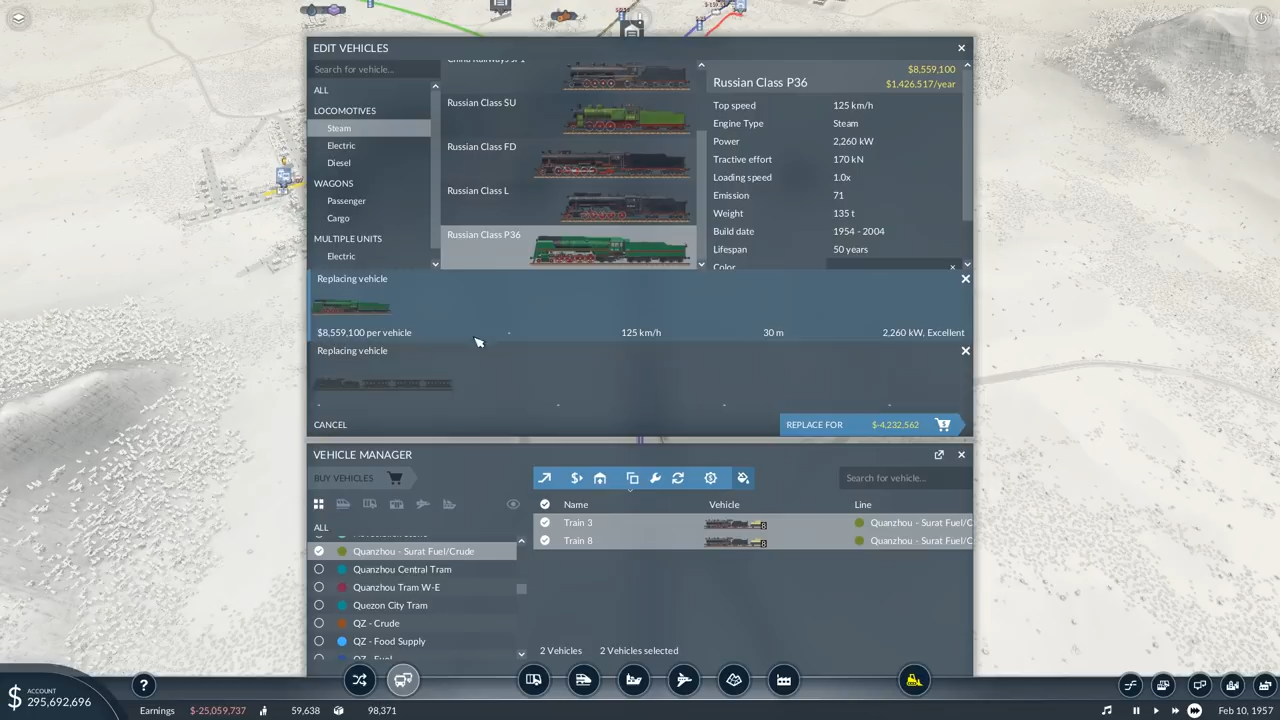 EDIT VEHICLES
Search for vehicle...
ALL
LOCOMOTIVES
Steam
Electric
Diesel
WAGONS
Passenger
Cargo
MULTIPLE UNITS
Electric
Russian Class SU
Russian Class FD
Russian Class L
Russian Class P36
$8,559,100
Russian Class P36
$1,426,517/year
Top speed 125 km/h
Engine Type Steam
Power 2,260 kW
Tractive effort 170 kN
Loading speed 1.0x
Emission 71
Weight 135 t
Build date 1954 - 2004
Lifespan 50 years
Color
Replacing vehicle
$8,559,100 per vehicle - 125 km/h 30 m 2,260 kW, Excellent
Replacing vehicle
- - - -
CANCEL
REPLACE FOR $-4,232,562
VEHICLE MANAGER
BUY VEHICLES
Search for vehicle...
ALL
Quanzhou - Surat Fuel/Crude
Quanzhou Central Tram
Quanzhou Tram W-E
Quezon City Tram
QZ - Crude
QZ - Food Supply
QZ - Fuel
Name Vehicle Line
Train 3 8 Quanzhou - Surat Fuel/C
Train 8 8 Quanzhou - Surat Fuel/C
2 Vehicles 2 Vehicles selected
$ ACCOUNT
295,692,696
?
Earnings $-25,059,737 59,638 98,371
Feb 10, 1957